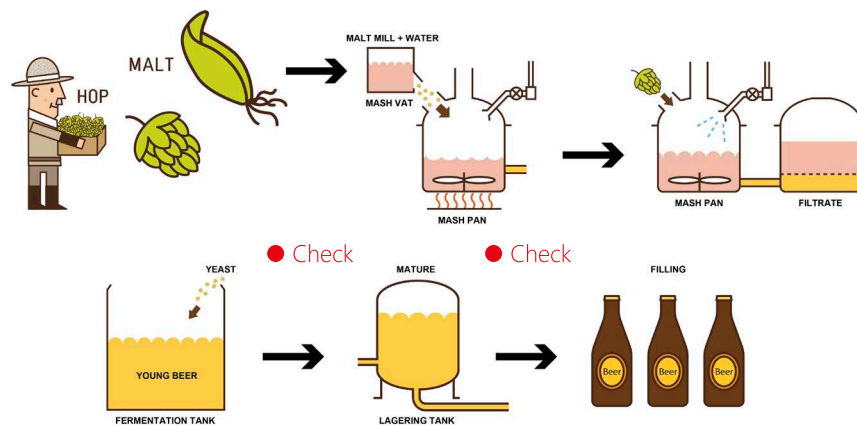 HOP
MALT
MALT MILL + WATER
MASH VAT
MASH PAN
MASH PAN
FILTRATE
Check
Check
YEAST
YOUNG BEER
FERMENTATION TANK
MATURE
LAGERING TANK
FILLING
Beer
Beer
Beer